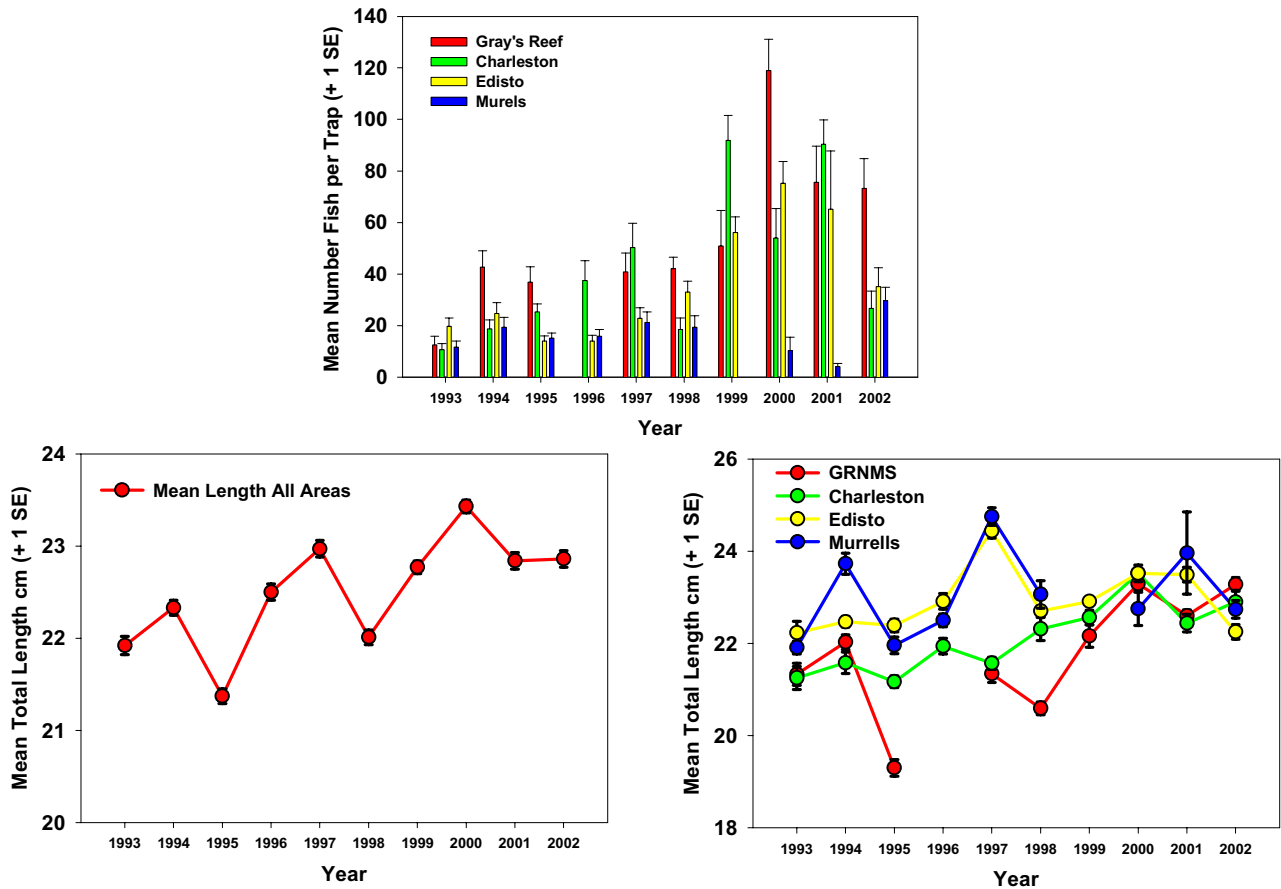 140
120
100
80
60
40
20
0
Mean Number Fish per Trap (+ 1 SE)
Gray's Reef
Charleston
Edisto
Murels
1993 1994 1995 1996 1997 1998 1999 2000 2001 2002
Year
24
23
22
21
20
Mean Total Length cm (+ 1 SE)
Mean Length All Areas
1993 1994 1995 1996 1997 1998 1999 2000 2001 2002
Year
26
24
22
20
18
Mean Total Length cm (+ 1 SE)
GRNMS
Charleston
Edisto
Murrells
1993 1994 1995 1996 1997 1998 1999 2000 2001 2002
Year